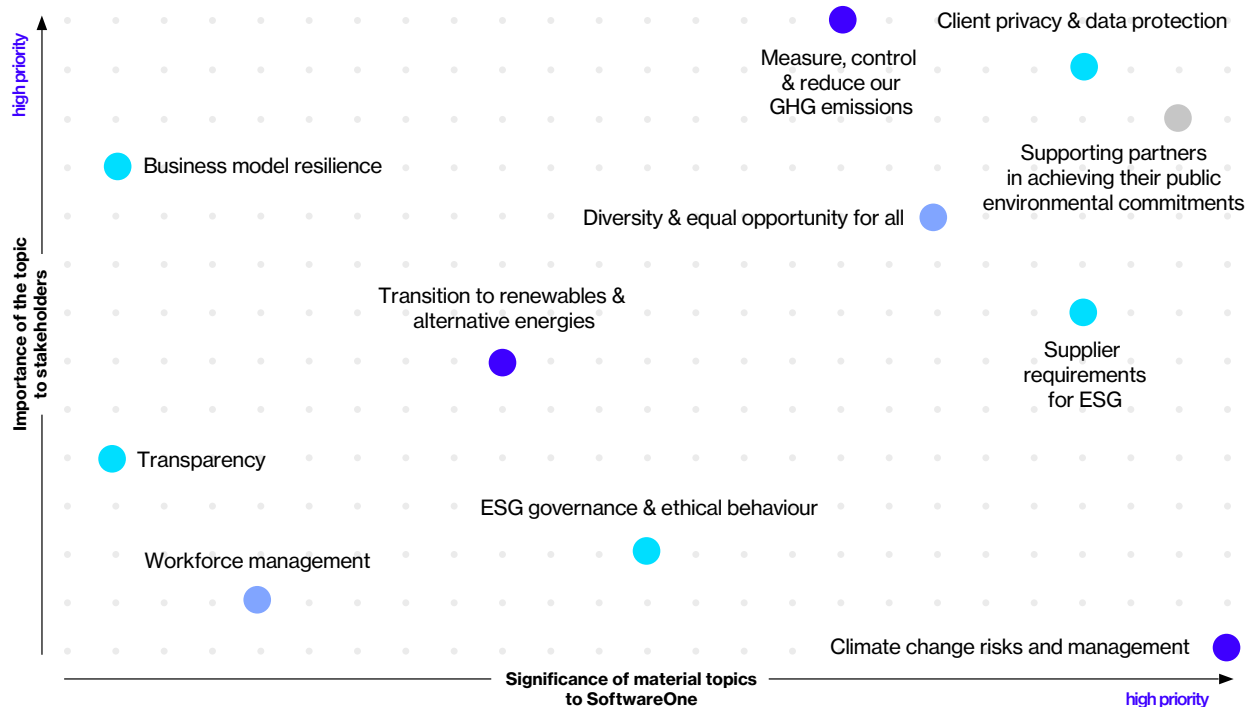 Client privacy & data protection
high priority
Measure, control
& reduce our
GHG emissions
Business model resilience
Supporting partners
in achieving their public
environmental commitments
Diversity & equal opportunity for all
Importance of the topic
to stakeholders
Transition to renewables &
alternative energies
Supplier
requirements
for ESG
Transparency
ESG governance & ethical behaviour
Workforce management
Climate change risks and management
Significance of material topics
to SoftwareOne
high priority